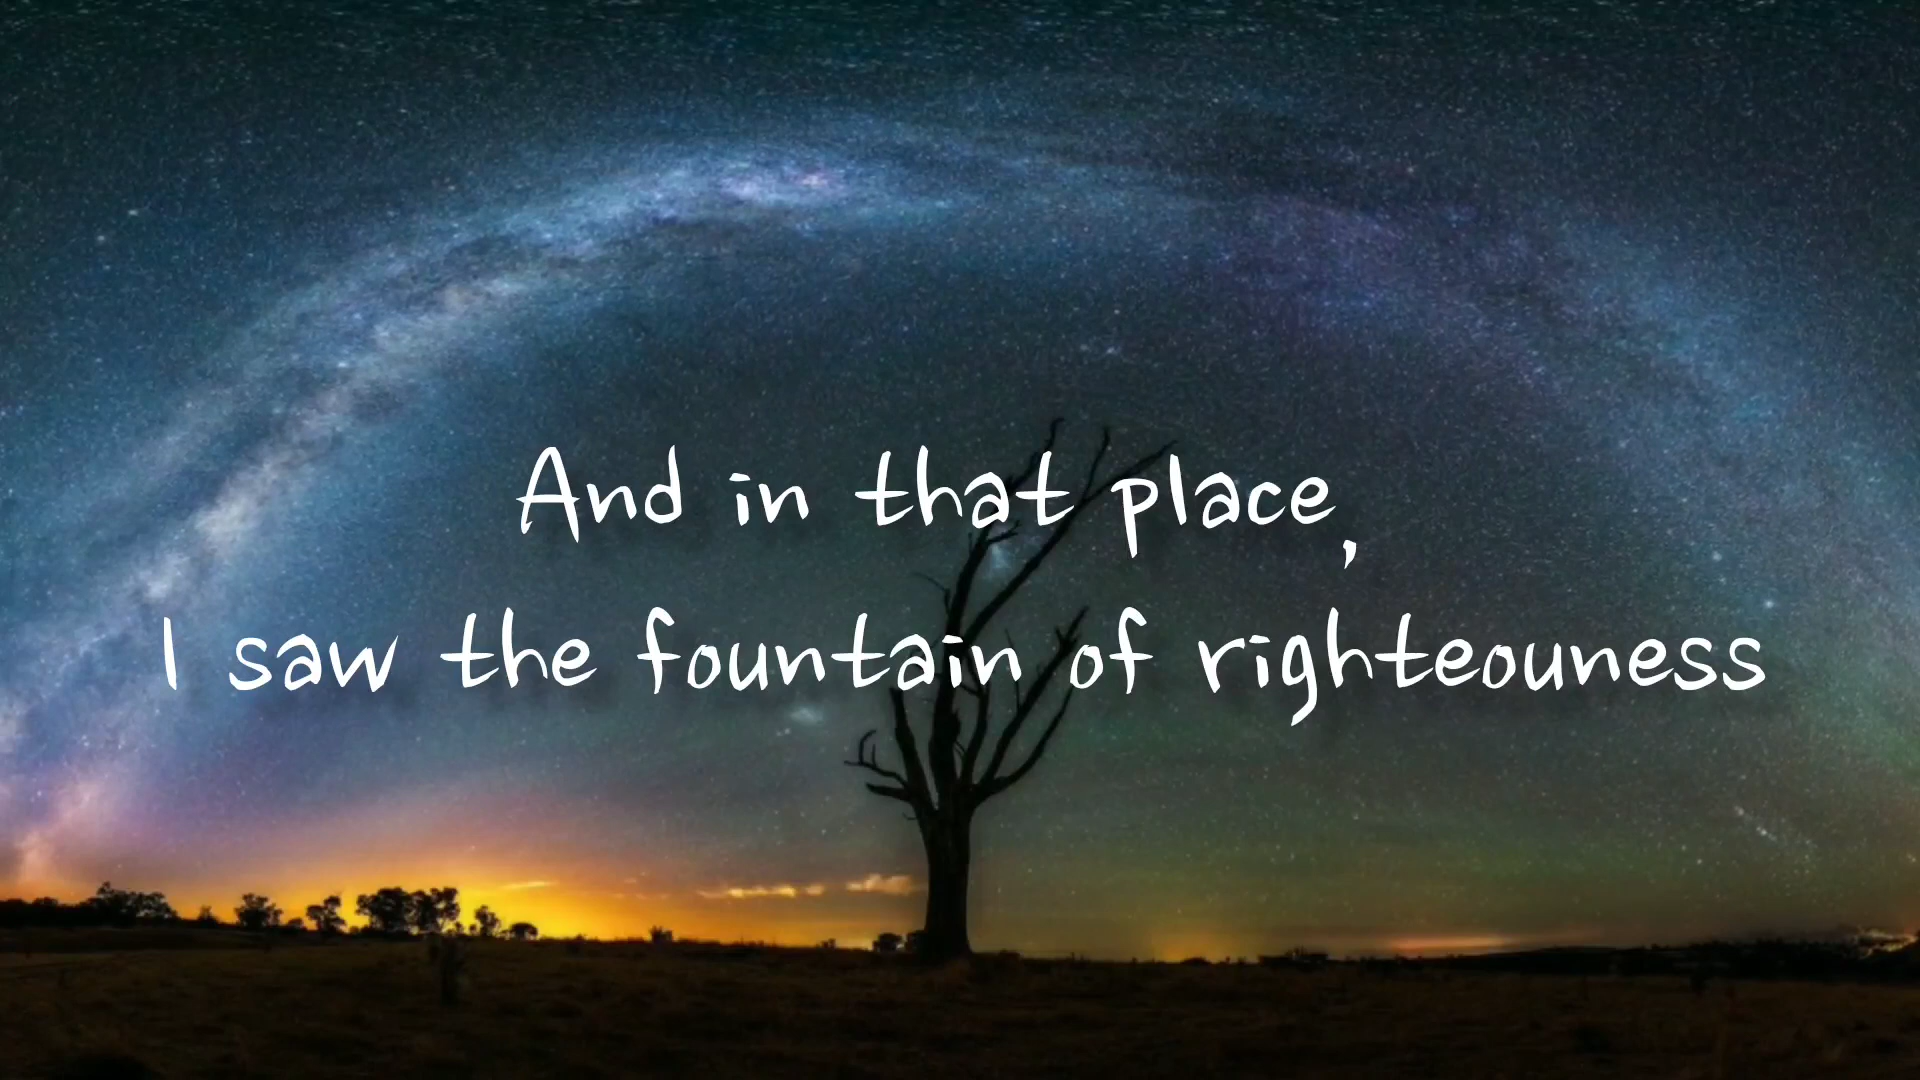 And in that place,
I saw the fountain of righteouness